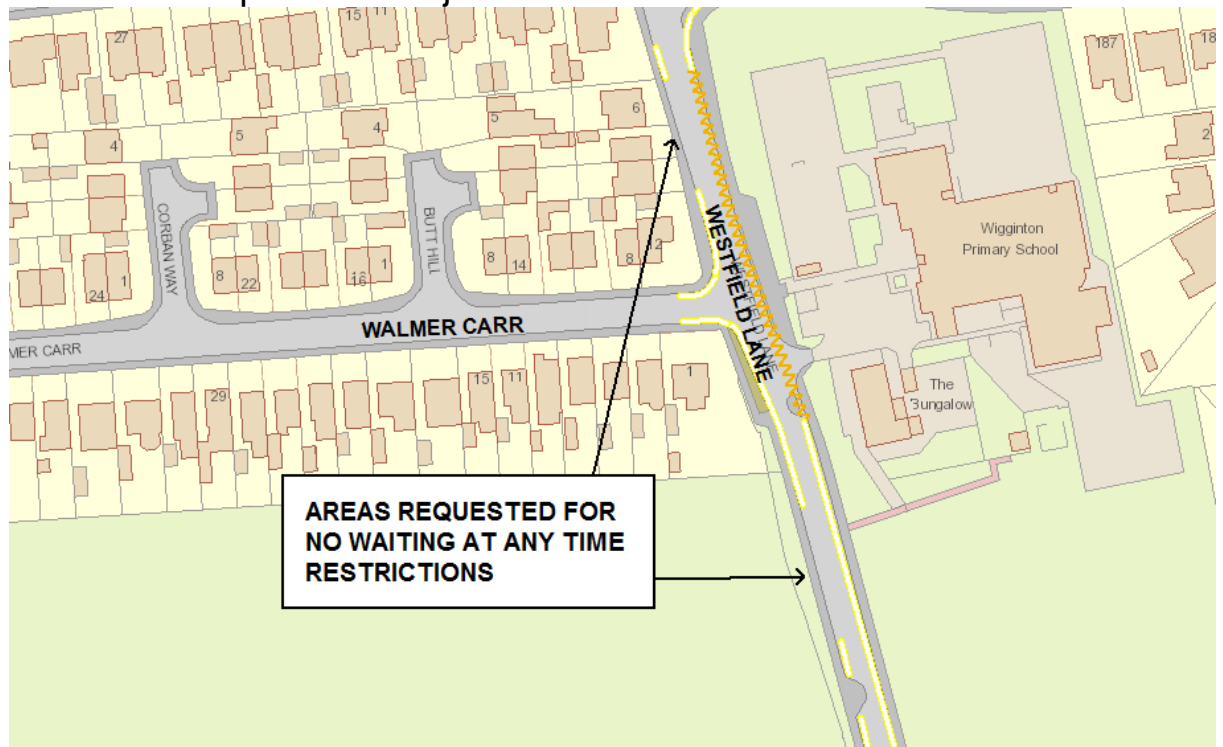 27
15
11
187
18
6
5
4
5
4
2
CORBAN WAY
BUTT HILL
WESTFIELD LANE
Wigginton
Primary School
24
1
8
22
16
1
8
14
8
2
WALMER CARR
MER CARR
29
15
11
1
The
Bungalow
AREAS REQUESTED FOR
NO WAITING AT ANY TIME
RESTRICTIONS